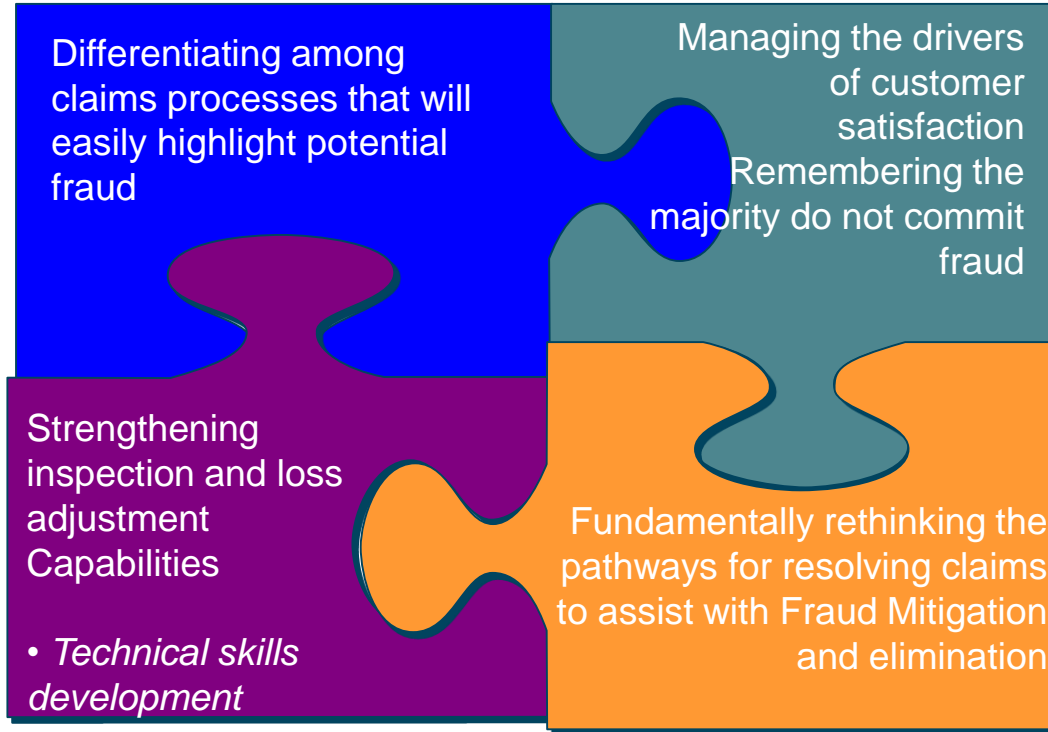 Differentiating among
claims processes that will
easily highlight potential
fraud
Managing the drivers
of customer
satisfaction
Remembering the
majority do not commit
fraud
Strengthening
inspection and loss
adjustment
Capabilities
• Technical skills
development
Fundamentally rethinking the
pathways for resolving claims
to assist with Fraud Mitigation
and elimination